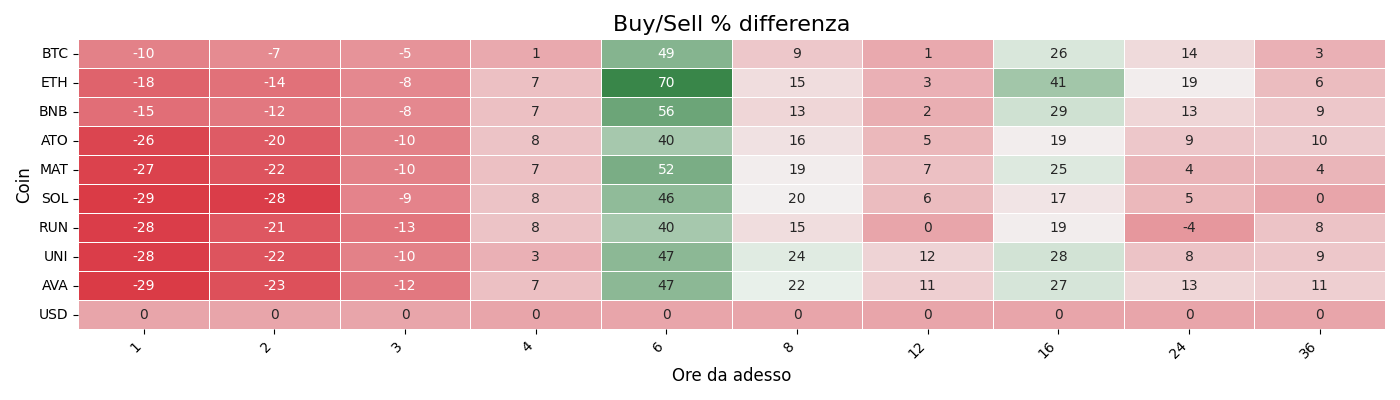 Buy/Sell % differenza
Coin
BTC -10 -7 -5 1 49 9 1 26 14 3
ETH -18 -14 -8 7 70 15 3 41 19 6
BNB -15 -12 -8 7 56 13 2 29 13 9
ATO -26 -20 -10 8 40 16 5 19 9 10
MAT -27 -22 -10 7 52 19 7 25 4 4
SOL -29 -28 -9 8 46 20 6 17 5 0
RUN -28 -21 -13 8 40 15 0 19 -4 8
UNI -28 -22 -10 3 47 24 12 28 8 9
AVA -29 -23 -12 7 47 22 11 27 13 11
USD 0 0 0 0 0 0 0 0 0 0
1 2 3 4 6 8 12 16 24 36
Ore da adesso